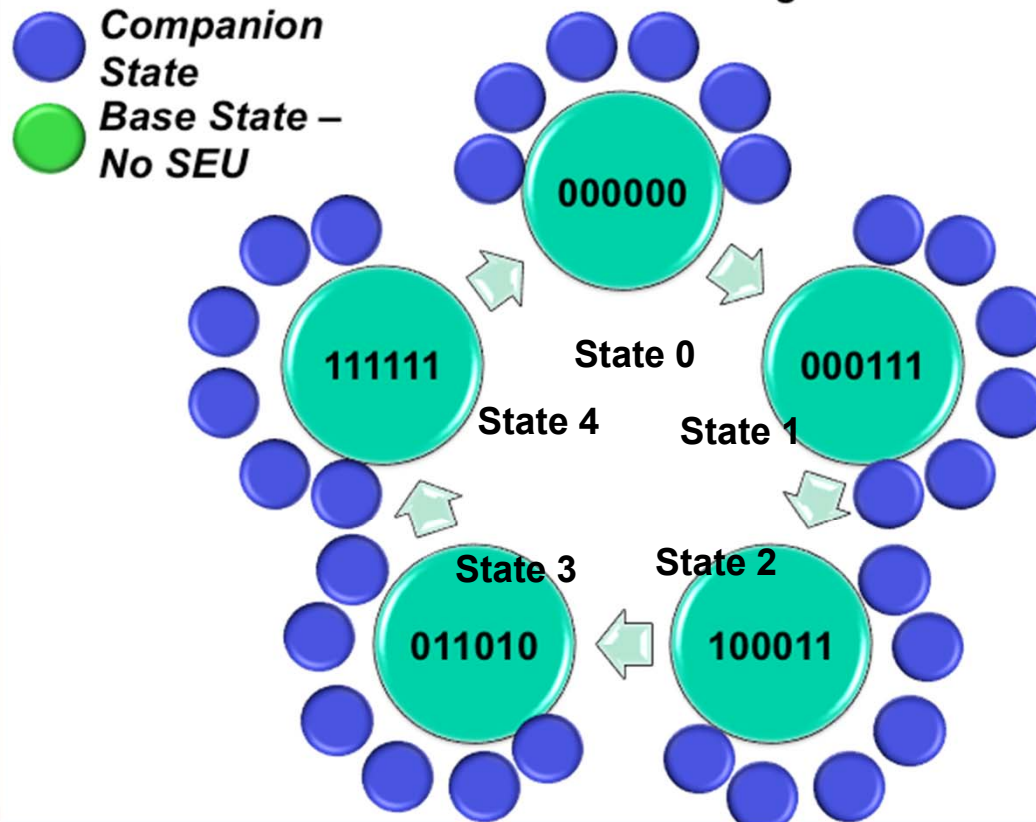 Companion
State
Base State –
No SEU
000000
111111
000111
State 0
State 4
State 1
State 3
State 2
011010
100011